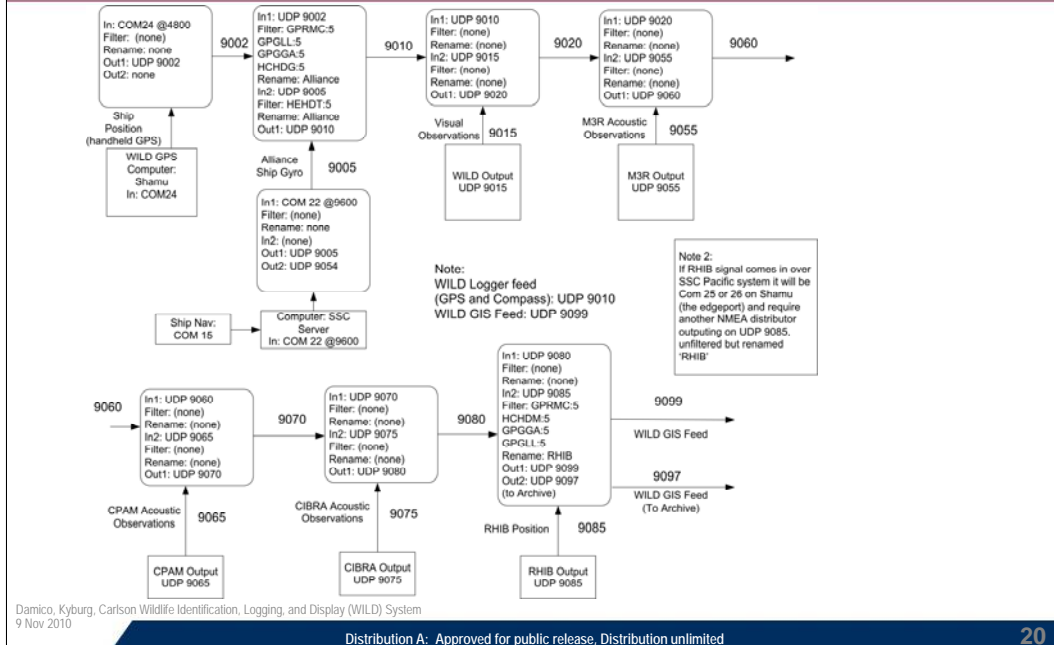 In: COM24 @4800
Filter: (none)
Rename: none
Out1: UDP 9002
Out2: none
9002
In1: UDP 9002
Filter: GPRMC:5
GPGLL:5
GPGGA:5
HCHDG:5
Rename: Alliance
In2: UDP 9005
Filter: HEHDT:5
Rename: Alliance
Out1: UDP 9010
9010
In1: UDP 9010
Filter: (none)
Rename: (none)
In2: UDP 9015
Filter: (none)
Rename: (none)
Out1: UDP 9020
9020
In1: UDP 9020
Filter: (none)
Rename: (none)
In2: UDP 9055
Filter: (none)
Rename: (none)
Out1: UDP 9060
9060
Ship
Position
(handheld GPS)
WILD GPS
Computer:
Shamu
In: COM24
Alliance
Ship Gyro
9005
Visual
Observations
9015
WILD Output
UDP 9015
M3R Acoustic
Observations
9055
M3R Output
UDP 9055
In1: COM 22 @9600
Filter: (none)
Rename: none
In2: (none)
Out1: UDP 9005
Out2: UDP 9054
Ship Nav:
COM 15
Computer: SSC
Server
In: COM 22 @9600
Note:
WILD Logger feed
(GPS and Compass): UDP 9010
WILD GIS Feed: UDP 9099
Note 2:
If RHIB signal comes in over
SSC Pacific system it will be
Com 25 or 26 on Shamu
(the edgeport) and require
another NMEA distributor
outputing on UDP 9085.
unfiltered but renamed
'RHIB'
9060
In1: UDP 9060
Filter: (none)
Rename: (none)
In2: UDP 9065
Filter: (none)
Rename: (none)
Out1: UDP 9070
9070
In1: UDP 9070
Filter: (none)
Rename: (none)
In2: UDP 9075
Filter: (none)
Rename: (none)
Out1: UDP 9080
9080
In1: UDP 9080
Filter: (none)
Rename: (none)
In2: UDP 9085
Filter: GPRMC:5
HCHDM:5
GPGGA:5
GPGLL:5
Rename: RHIB
Out1: UDP 9099
Out2: UDP 9097
(to Archive)
9099
WILD GIS Feed
9097
WILD GIS Feed
(To Archive)
CPAM Acoustic
Observations
9065
CPAM Output
UDP 9065
CIBRA Acoustic
Observations
9075
CIBRA Output
UDP 9075
RHIB Position
9085
RHIB Output
UDP 9085
Damico, Kyburg, Carlson Wildlife Identification, Logging, and Display (WILD) System
9 Nov 2010
Distribution A: Approved for public release, Distribution unlimited
20